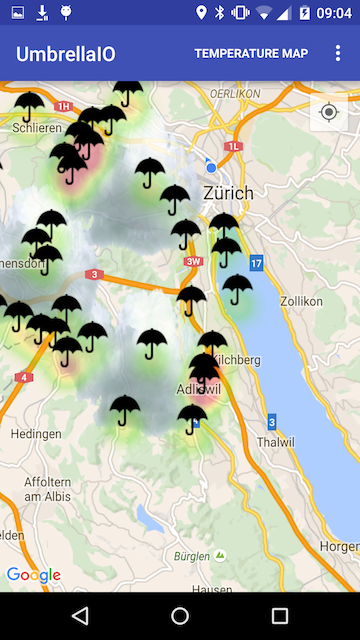 09:04
UmbrellaIO
TEMPERATURE MAP
OERLIKON
1H
Schlieren
1L
Zürich
mensdorf
3W
17
3
Zollikon
Kilchberg
4
Adliswil
3
Hedingen
Thalwil
Affoltern
am Albis
elden
Horgen
Bürglen
Google
Hausen